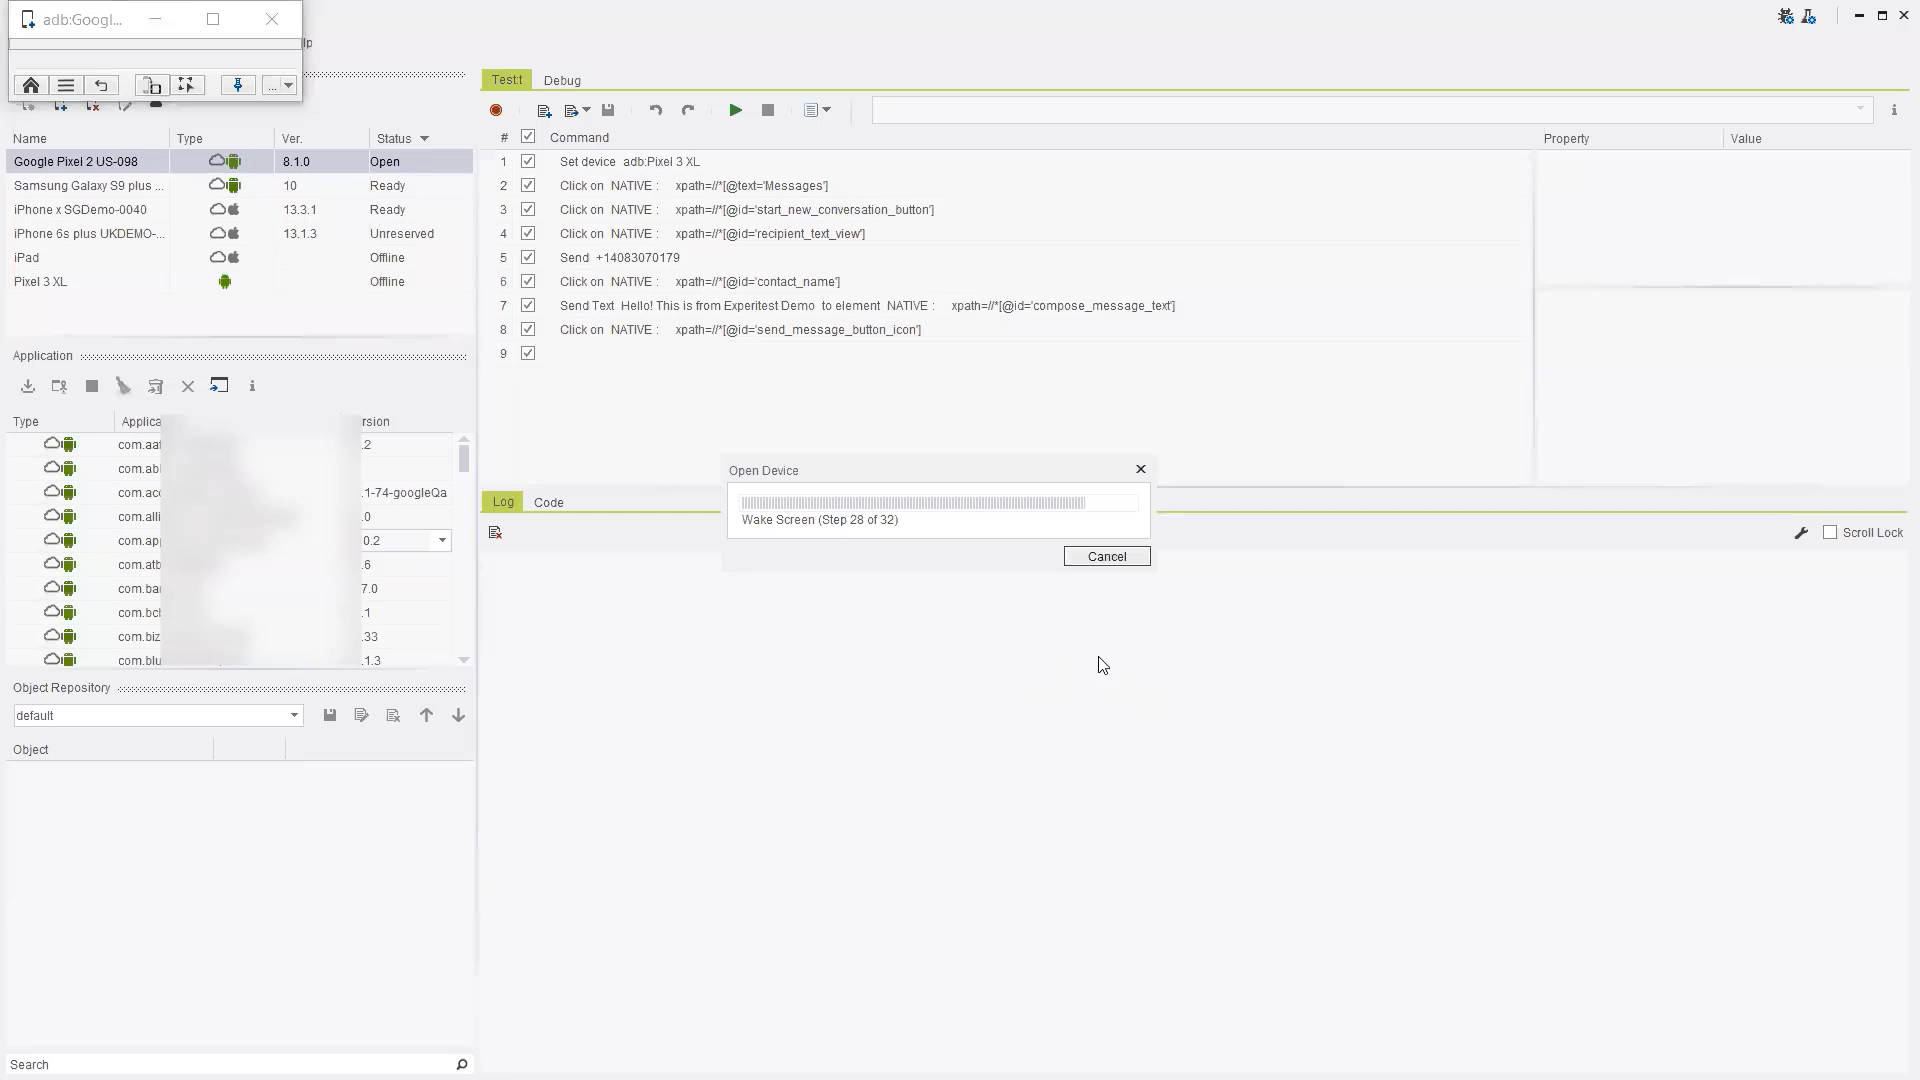 adb:Googl...
lp
...
Name Type Ver. Status
Google Pixel 2 US-098 8.1.0 Open
Samsung Galaxy S9 plus ... 10 Ready
iPhone x SGDemo-0040 13.3.1 Ready
iPhone 6s plus UKDEMO-... 13.1.3 Unreserved
iPad Offline
Pixel 3 XL Offline
Application
Type Applica rsion
com.aaf .2
com.abl
com.acc .1-74-googleQa
com.alli .0
com.app 0.2
com.atb .6
com.bar 7.0
com.bcl .1
com.biz .33
com.blu .1.3
Object Repository
default
Object
Search
Test:t Debug
# Command
1 Set device adb:Pixel 3 XL
2 Click on NATIVE : xpath=//*[@text='Messages']
3 Click on NATIVE : xpath=//*[@id='start_new_conversation_button']
4 Click on NATIVE : xpath=//*[@id='recipient_text_view']
5 Send +14083070179
6 Click on NATIVE : xpath=//*[@id='contact_name']
7 Send Text Hello! This is from Experitest Demo to element NATIVE : xpath=//*[@id='compose_message_text']
8 Click on NATIVE : xpath=//*[@id='send_message_button_icon']
9
Property Value
Open Device
Wake Screen (Step 28 of 32)
Cancel
Log Code
Scroll Lock